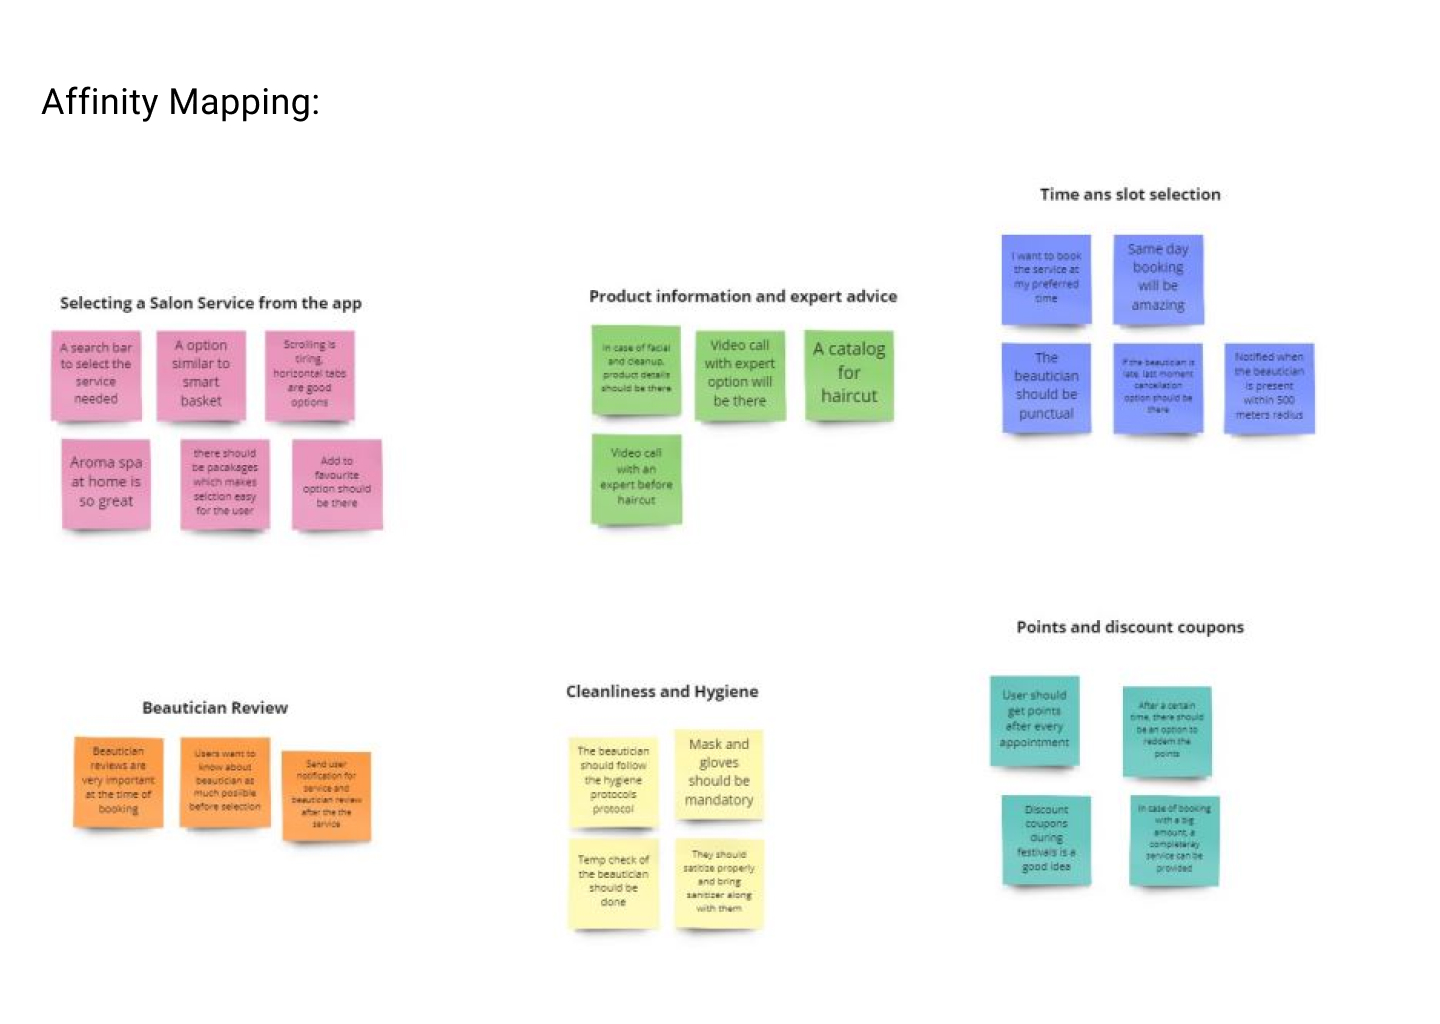 Affinity Mapping:
Selecting a Salon Service from the app
A search bar
to select the
service
needed
A option
similar to
smart
basket
Scrolling is
tiring,
horizontal tabs
are good
options
Aroma spa
at home is
so great
there should
be pacakages
which makes
selction easy
for the user
Add to
favourite
option should
be there
Product information and expert advice
In case of facial
and cleanup,
product details
should be there
Video call
with expert
option will
be there
A catalog
for
haircut
Video call
with an
expert before
haircut
Time ans slot selection
I want to book
the service at
my preferred
time
Same day
booking
will be
amazing
The
beautician
should be
punctual
If the beautician is
late, last moment
cancellation
option should be
there
Notified when
the beautician
is present
within 500
meters radius
Beautician Review
Beautician
reviews are
very important
at the time of
booking
Users want to
know about
beautician as
much posiible
before selection
Send user
notification for
service and
beautician review
after the the
service
Cleanliness and Hygiene
The beautician
should follow
the hygiene
protocols
protocol
Mask and
gloves
should be
mandatory
Temp check of
the beautician
should be
done
They should
satitize properly
and bring
sanitizer along
with them
Points and discount coupons
User should
get points
after every
appointment
After a certain
time, there should
be an option to
reddem the
points
Discount
coupons
during
festivals is a
good idea
In case of booking
with a big
amount, a
completeray
service can be
provided